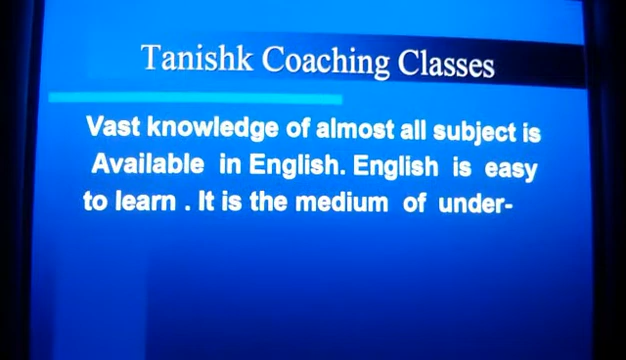 Tanishk Coaching Classes
Vast knowledge of almost all subject is
Available in English. English is easy
to learn . It is the medium of under-